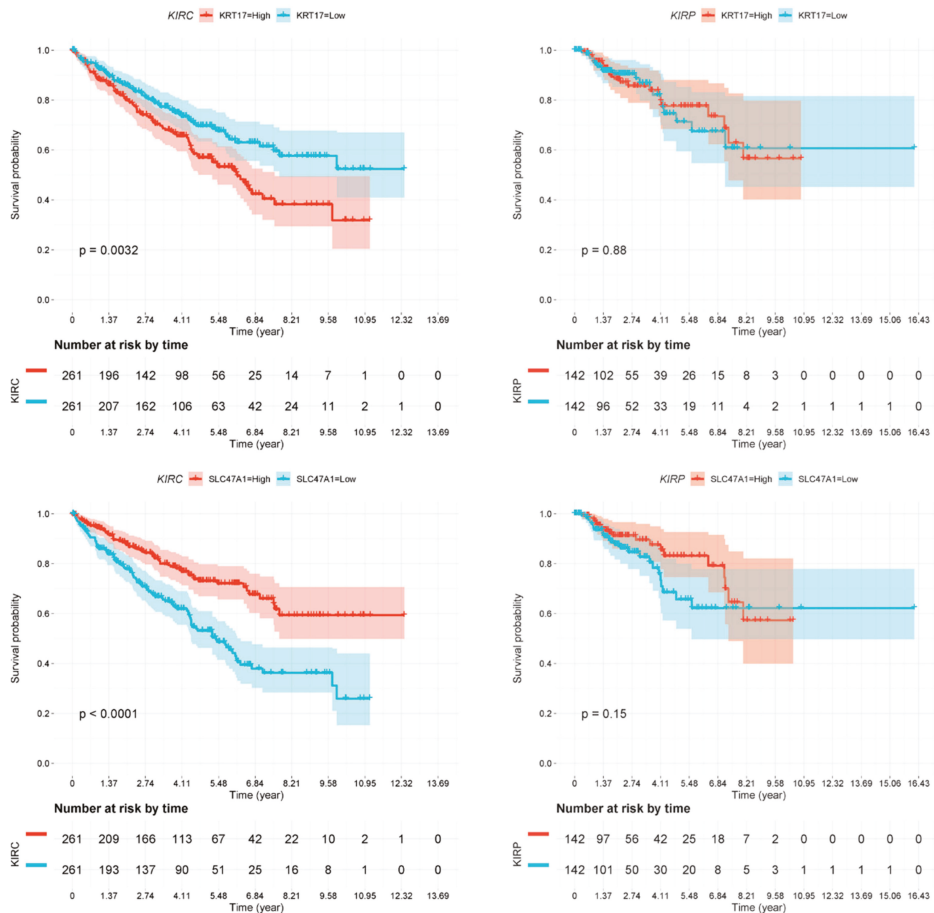 KIRC KRT17=High KRT17=Low
1.0
0.8
0.6
0.4
0.2
0.0
Survival probability
p = 0.0032
0 1.37 2.74 4.11 5.48 6.84 8.21 9.58 10.95 12.32 13.69
Time (year)
Number at risk by time
KIRC
261 196 142 98 56 25 14 7 1 0 0
261 207 162 106 63 42 24 11 2 1 0
0 1.37 2.74 4.11 5.48 6.84 8.21 9.58 10.95 12.32 13.69
Time (year)
KIRP KRT17=High KRT17=Low
1.0
0.8
0.6
0.4
0.2
0.0
Survival probability
p = 0.88
0 1.37 2.74 4.11 5.48 6.84 8.21 9.58 10.95 12.32 13.69 15.06 16.43
Time (year)
Number at risk by time
KIRP
142 102 55 39 26 15 8 3 0 0 0 0 0
142 96 52 33 19 11 4 2 1 1 1 1 0
0 1.37 2.74 4.11 5.48 6.84 8.21 9.58 10.95 12.32 13.69 15.06 16.43
Time (year)
KIRC SLC47A1=High SLC47A1=Low
1.0
0.8
0.6
0.4
0.2
0.0
Survival probability
p < 0.0001
0 1.37 2.74 4.11 5.48 6.84 8.21 9.58 10.95 12.32 13.69
Time (year)
Number at risk by time
KIRC
261 209 166 113 67 42 22 10 2 1 0
261 193 137 90 51 25 16 8 1 0 0
0 1.37 2.74 4.11 5.48 6.84 8.21 9.58 10.95 12.32 13.69
Time (year)
KIRP SLC47A1=High SLC47A1=Low
1.0
0.8
0.6
0.4
0.2
0.0
Survival probability
p = 0.15
0 1.37 2.74 4.11 5.48 6.84 8.21 9.58 10.95 12.32 13.69 15.06 16.43
Time (year)
Number at risk by time
KIRP
142 97 56 42 25 18 7 2 0 0 0 0 0
142 101 50 30 20 8 5 3 1 1 1 1 0
0 1.37 2.74 4.11 5.48 6.84 8.21 9.58 10.95 12.32 13.69 15.06 16.43
Time (year)